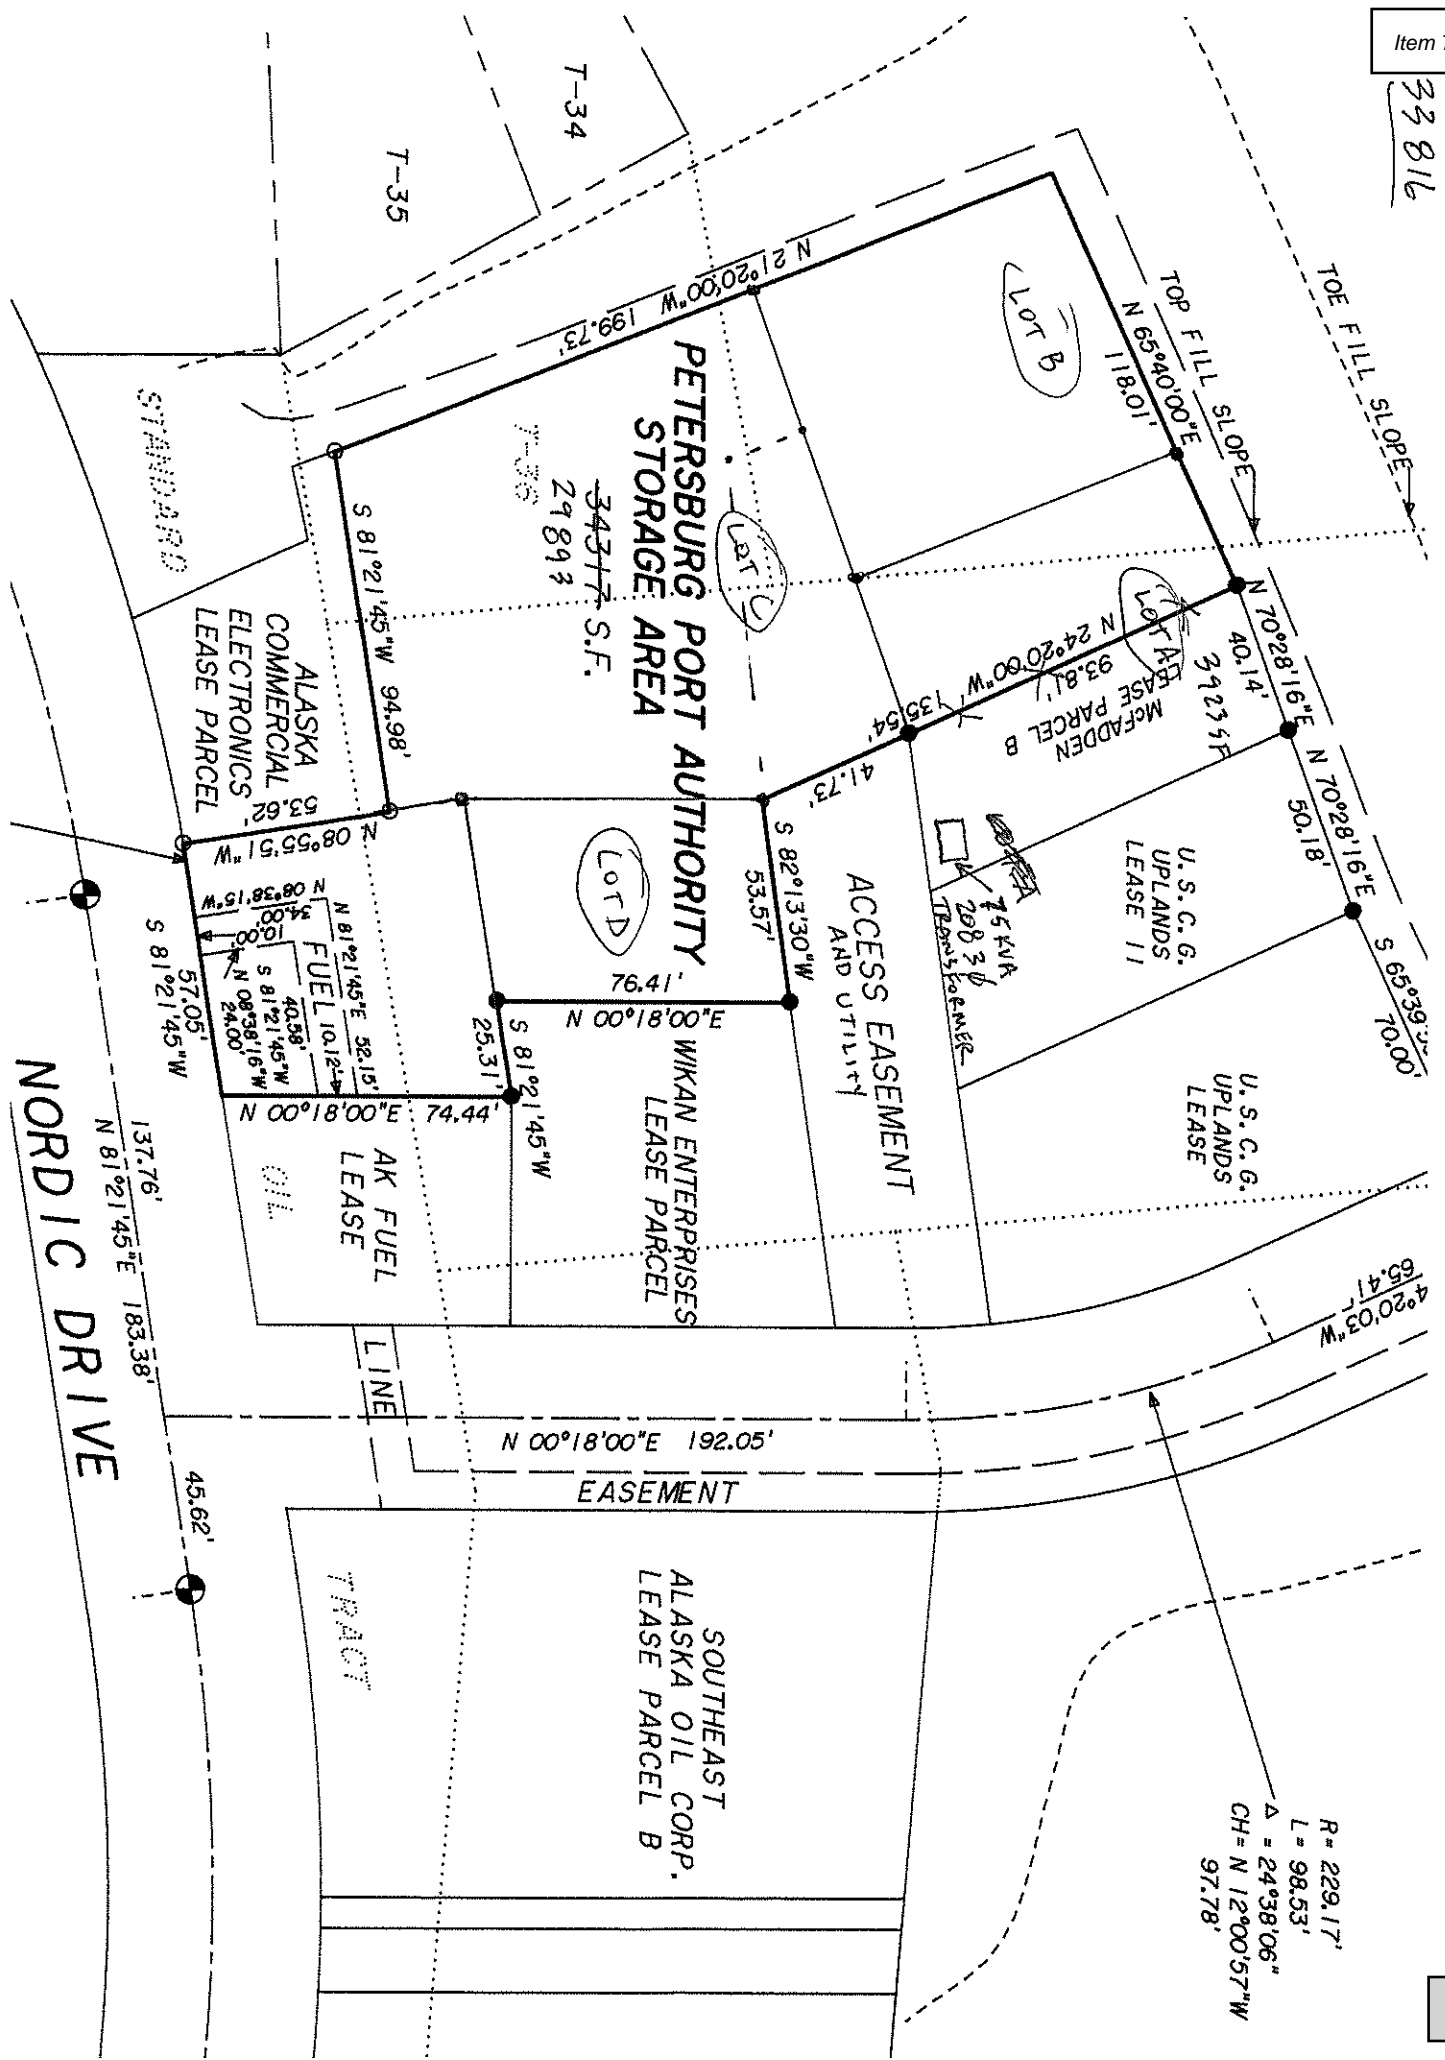 Item
33816
TOE FILL SLOPE
TOP FILL SLOPE
T-34
T-35
LOT B
N 65°40'00"E
118.01'
N 21°20'00"W 199.73'
PETERSBURG PORT AUTHORITY
STORAGE AREA
T-36
34317 S.F.
29893
LOT C
LOT A
N 70°28'16"E
40.14'
3923 SF
McFADDEN
LEASE PARCEL B
93.81'
N 24°20'00"W 135.54'
41.73'
N 70°28'16"E
50.18'
S 65°39'
70.00'
U.S.C.G.
UPLANDS
LEASE II
U.S.C.G.
UPLANDS
LEASE
75 KVA
208 3Ø
TRANSFORMER
ACCESS EASEMENT
AND UTILITY
S 82°13'30"W
53.57'
LOT D
76.41'
N 00°18'00"E
S 81°21'45"W
25.31'
WIKAN ENTERPRISES
LEASE PARCEL
STANDARD
S 81°21'45"W 94.98'
ALASKA
COMMERCIAL
ELECTRONICS
LEASE PARCEL
N 08°55'51"W
53.62'
N 08°38'15"W
34.00'
10.00'
N 81°21'45"E 52.15'
FUEL 10.12'
40.58'
S 81°21'45"W
N 08°38'16"W
24.00'
57.05'
S 81°21'45"W
N 00°18'00"E 74.44'
AK FUEL
LEASE
OIL
137.76'
N 81°21'45"E 183.38'
NORDIC DRIVE
45.62'
LINE
N 00°18'00"E 192.05'
EASEMENT
4°20'03"W
65.41'
TRACT
SOUTHEAST
ALASKA OIL CORP.
LEASE PARCEL B
R= 229.17'
L= 98.53'
Δ = 24°38'06"
CH= N 12°00'57"W
97.78'